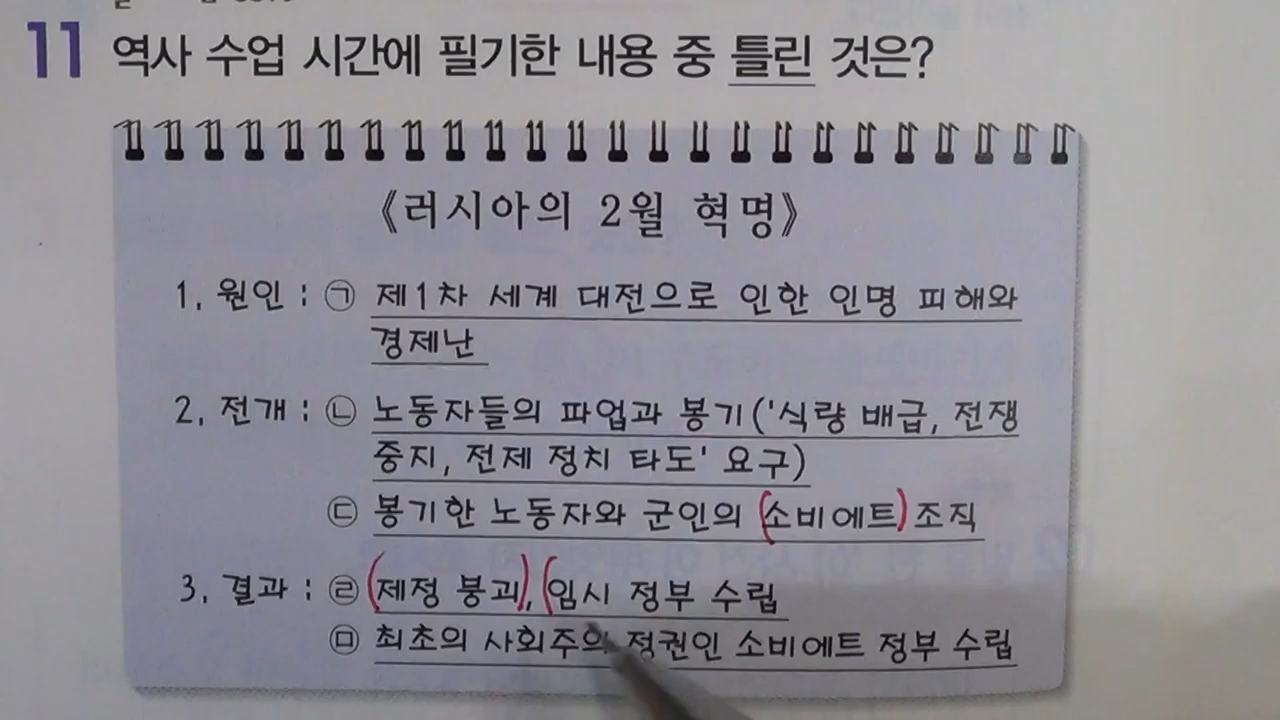 11 역사 수업 시간에 필기한 내용 중 틀린 것은?
《러시아의 2월 혁명》
1. 원인 : ㉠ 제1차 세계 대전으로 인한 인명 피해와
경제난
2. 전개 : ㉡ 노동자들의 파업과 봉기('식량 배급, 전쟁
중지, 전제 정치 타도' 요구)
㉢ 봉기한 노동자와 군인의 (소비에트) 조직
3. 결과 : ㉣ (제정 붕괴), (임시 정부 수립
㉤ 최초의 사회주의 정권인 소비에트 정부 수립